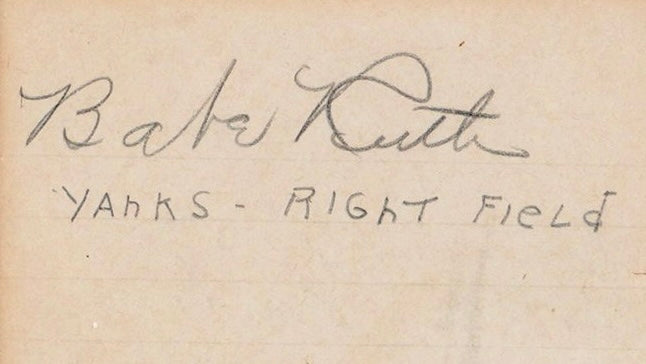 Babe Ruth
YAnKS - RIGhT FIeLd